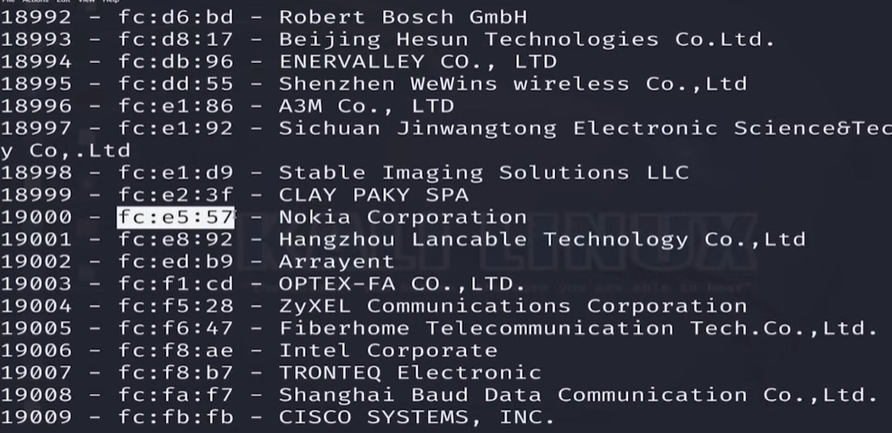 18992 - fc:d6:bd - Robert Bosch GmbH
18993 - fc:d8:17 - Beijing Hesun Technologies Co.Ltd.
18994 - fc:db:96 - ENERVALLEY CO., LTD
18995 - fc:dd:55 - Shenzhen WeWins wireless Co.,Ltd
18996 - fc:e1:86 - A3M Co., LTD
18997 - fc:e1:92 - Sichuan Jinwangtong Electronic Science&Tec
y Co,.Ltd
18998 - fc:e1:d9 - Stable Imaging Solutions LLC
18999 - fc:e2:3f - CLAY PAKY SPA
19000 - fc:e5:57 - Nokia Corporation
19001 - fc:e8:92 - Hangzhou Lancable Technology Co.,Ltd
19002 - fc:ed:b9 - Arrayent
19003 - fc:f1:cd - OPTEX-FA CO.,LTD.
19004 - fc:f5:28 - ZyXEL Communications Corporation
19005 - fc:f6:47 - Fiberhome Telecommunication Tech.Co.,Ltd.
19006 - fc:f8:ae - Intel Corporate
19007 - fc:f8:b7 - TRONTEQ Electronic
19008 - fc:fa:f7 - Shanghai Baud Data Communication Co.,Ltd.
19009 - fc:fb:fb - CISCO SYSTEMS, INC.
KALI LINUX